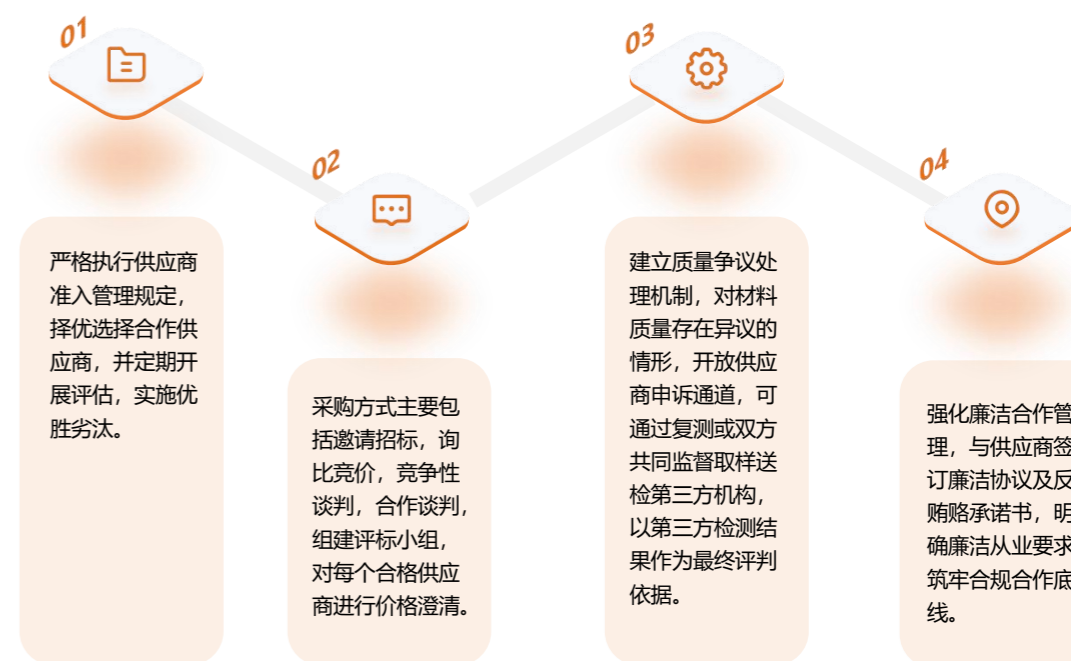 01
严格执行供应商
准入管理规定，
择优选择合作供
应商，并定期开
展评估，实施优
胜劣汰。
02
采购方式主要包
括邀请招标，询
比竞价，竞争性
谈判，合作谈判，
组建评标小组，
对每个合格供应
商进行价格澄清。
03
建立质量争议处
理机制，对材料
质量存在异议的
情形，开放供应
商申诉通道，可
通过复测或双方
共同监督取样送
检第三方机构，
以第三方检测结
果作为最终评判
依据。
04
强化廉洁合作管
理，与供应商签
订廉洁协议及反
贿赂承诺书，明
确廉洁从业要求
筑牢合规合作底
线。